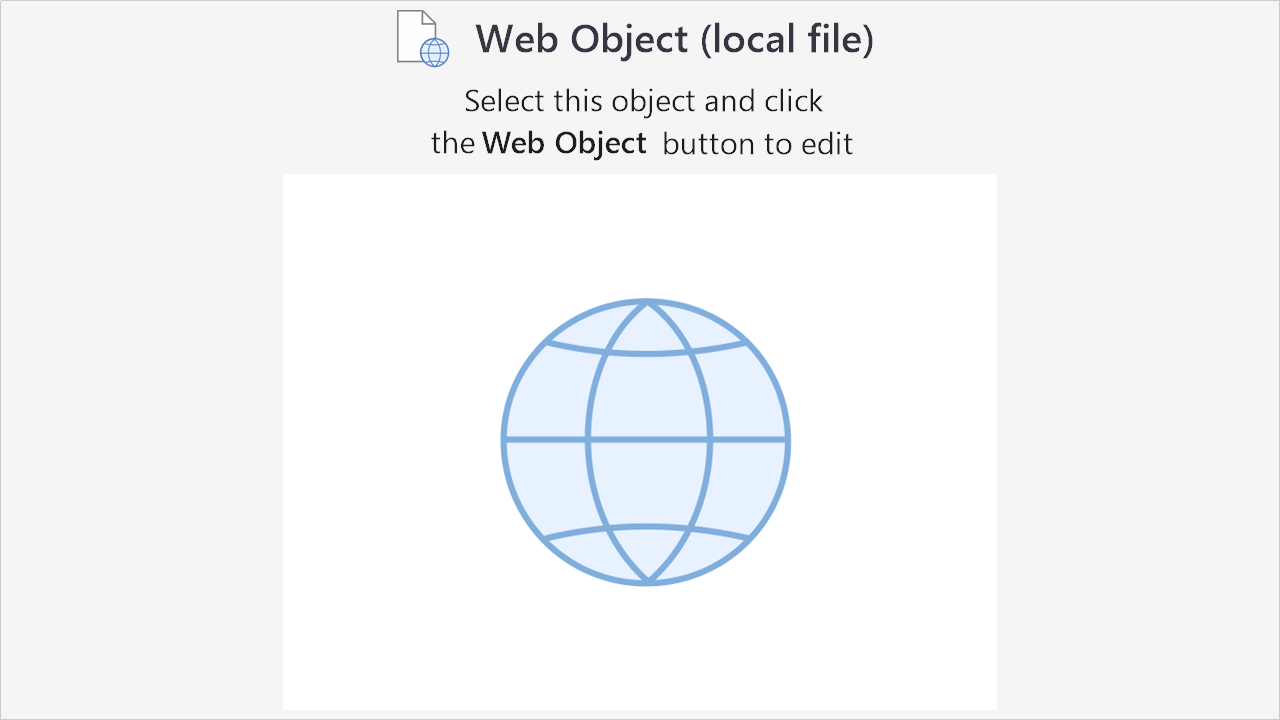 Web Object (local file)
Select this object and click
the Web Object button to edit